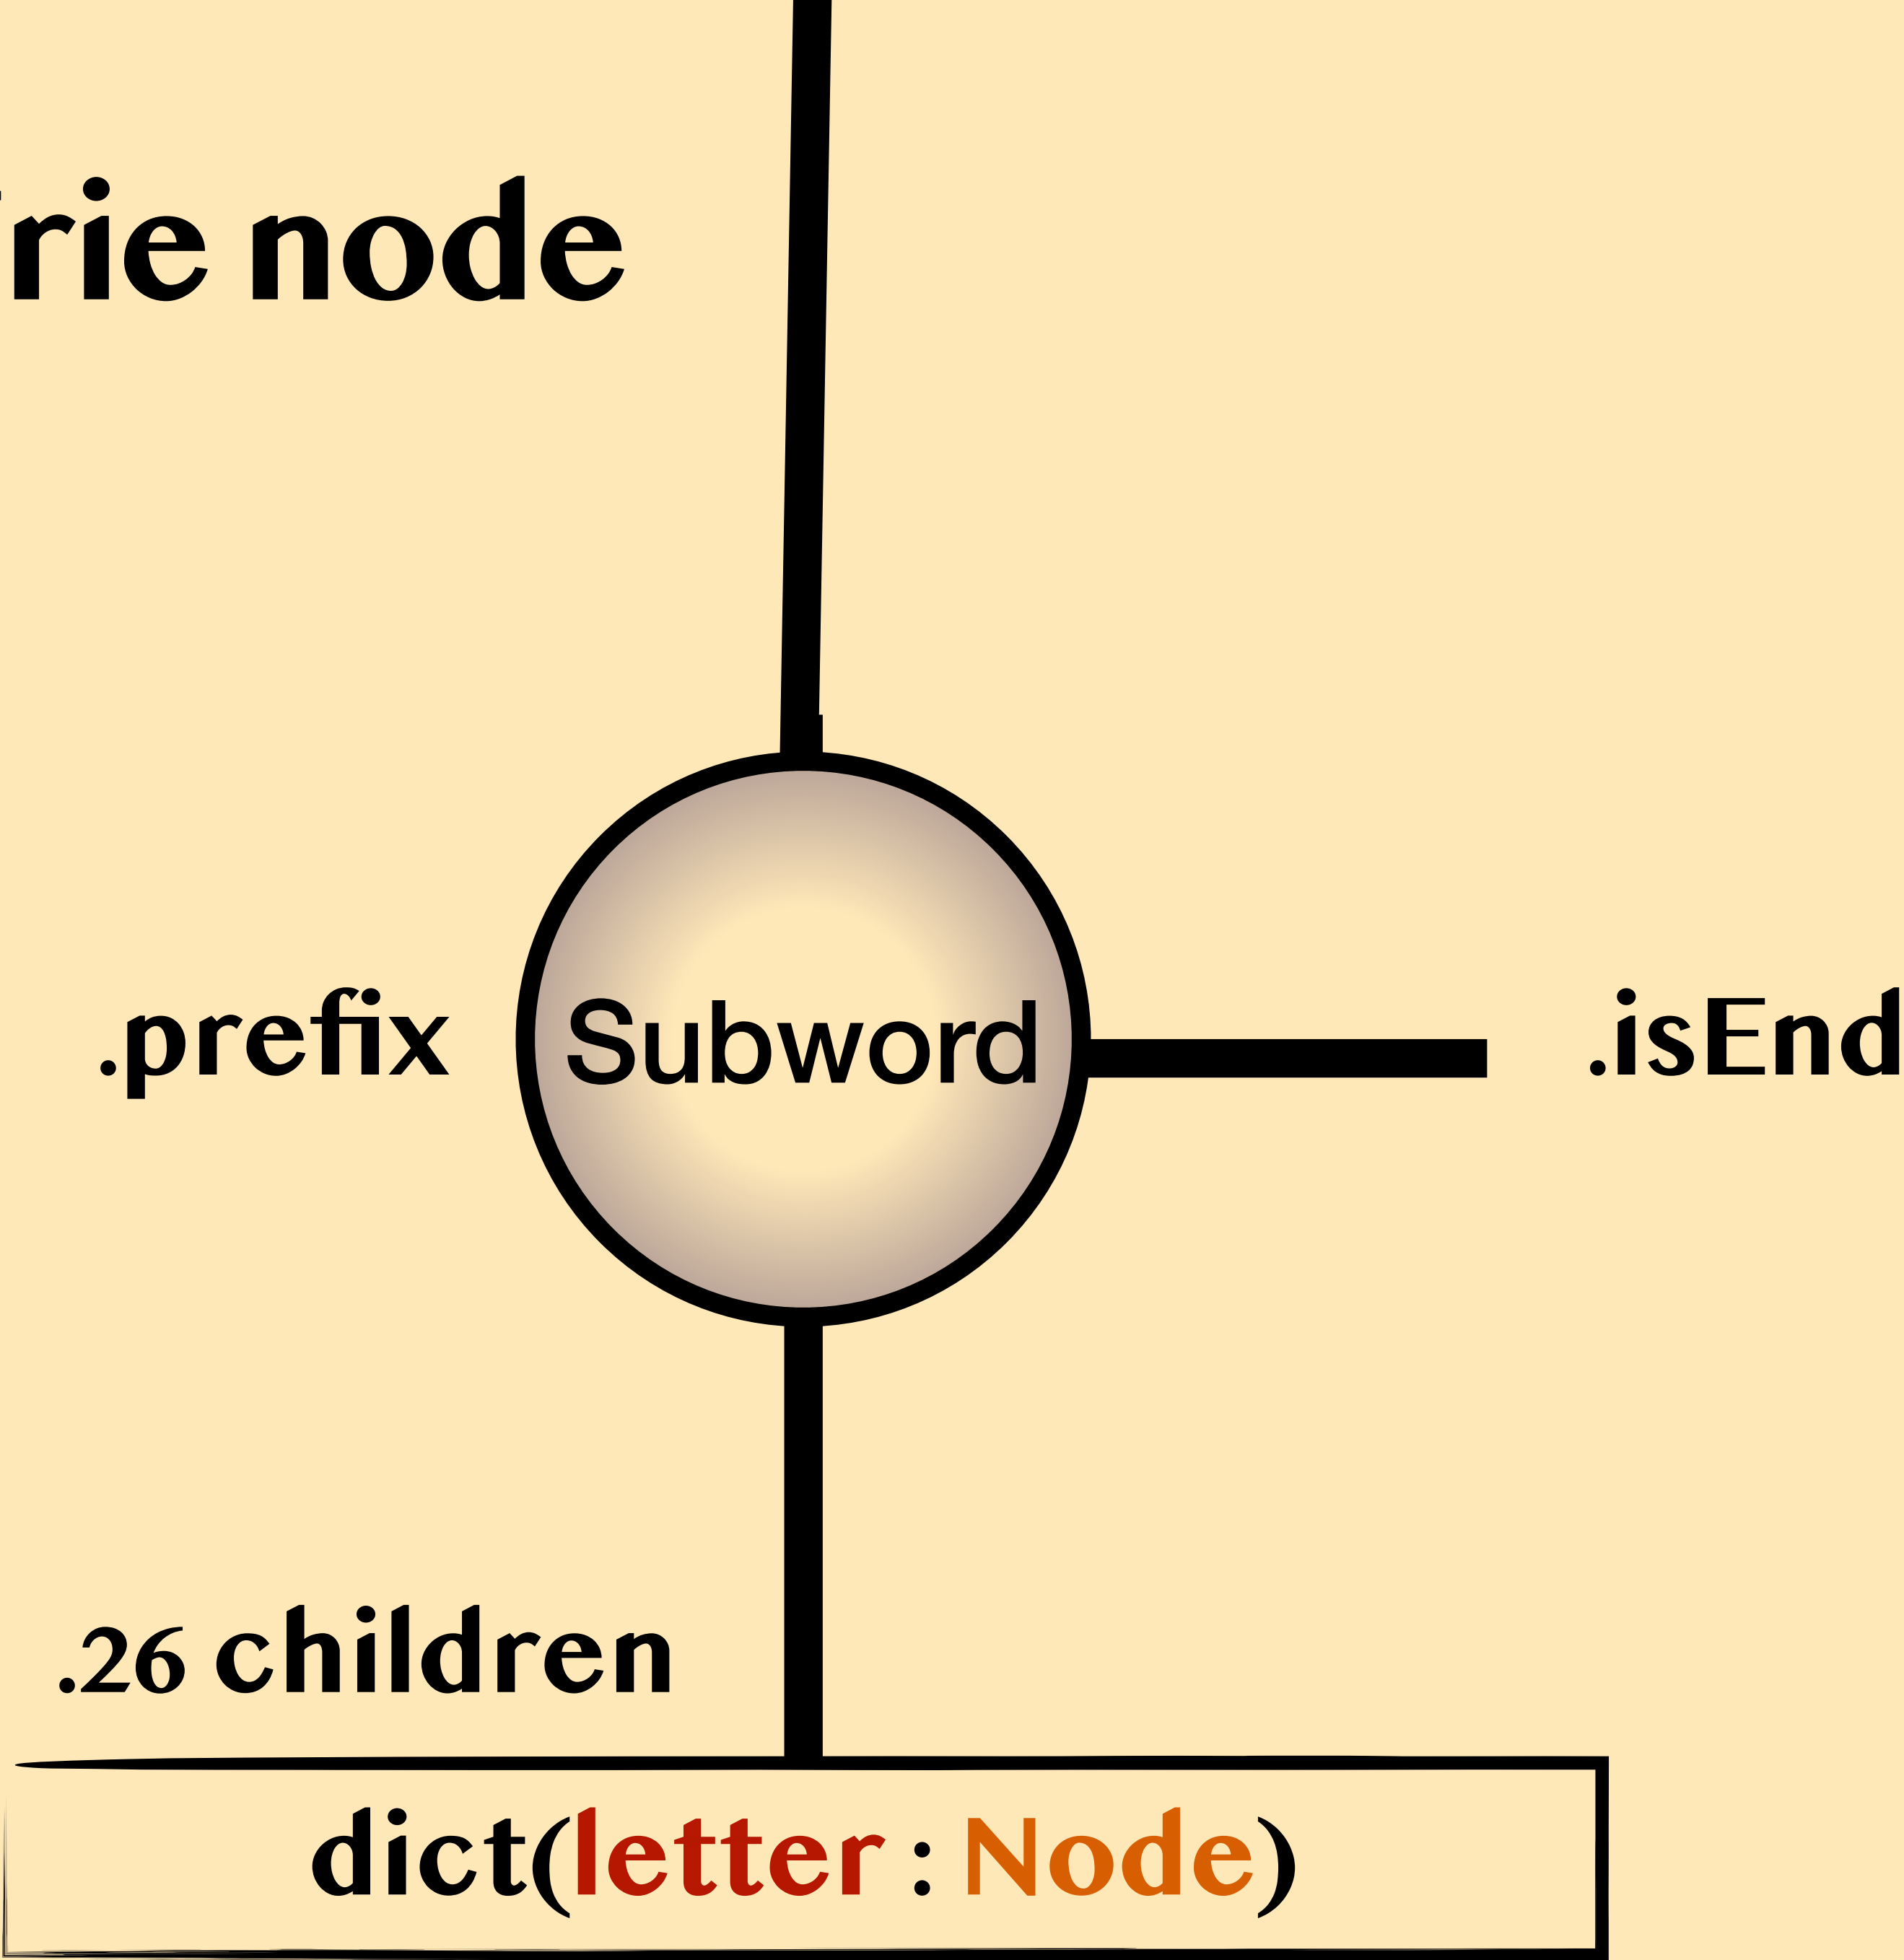 rie node
.prefix
Subword
.isEnd
.26 children
dict(letter : Node)